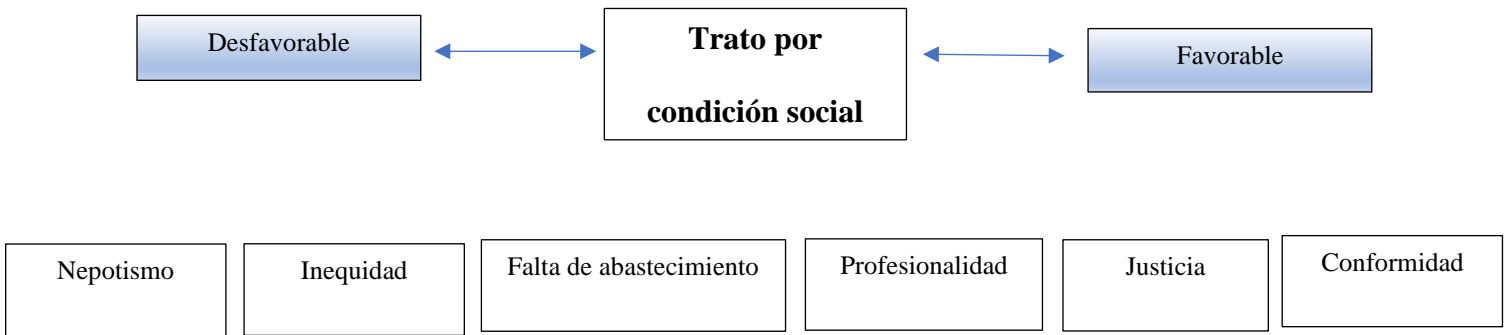 Desfavorable
Trato por
condición social
Favorable
Nepotismo
Inequidad
Falta de abastecimiento
Profesionalidad
Justicia
Conformidad